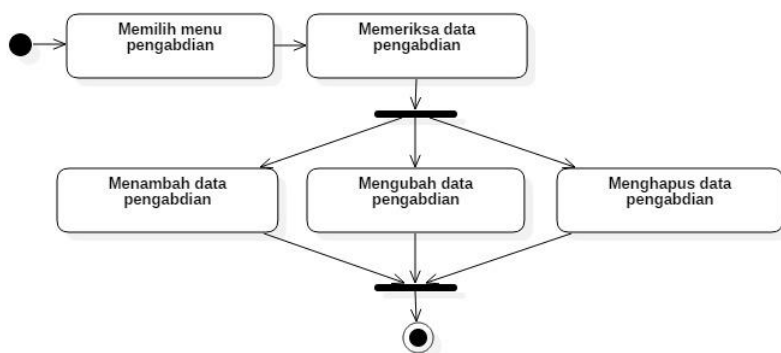 Memilih menu
pengabdian
Memeriksa data
pengabdian
Menambah data
pengabdian
Mengubah data
pengabdian
Menghapus data
pengabdian